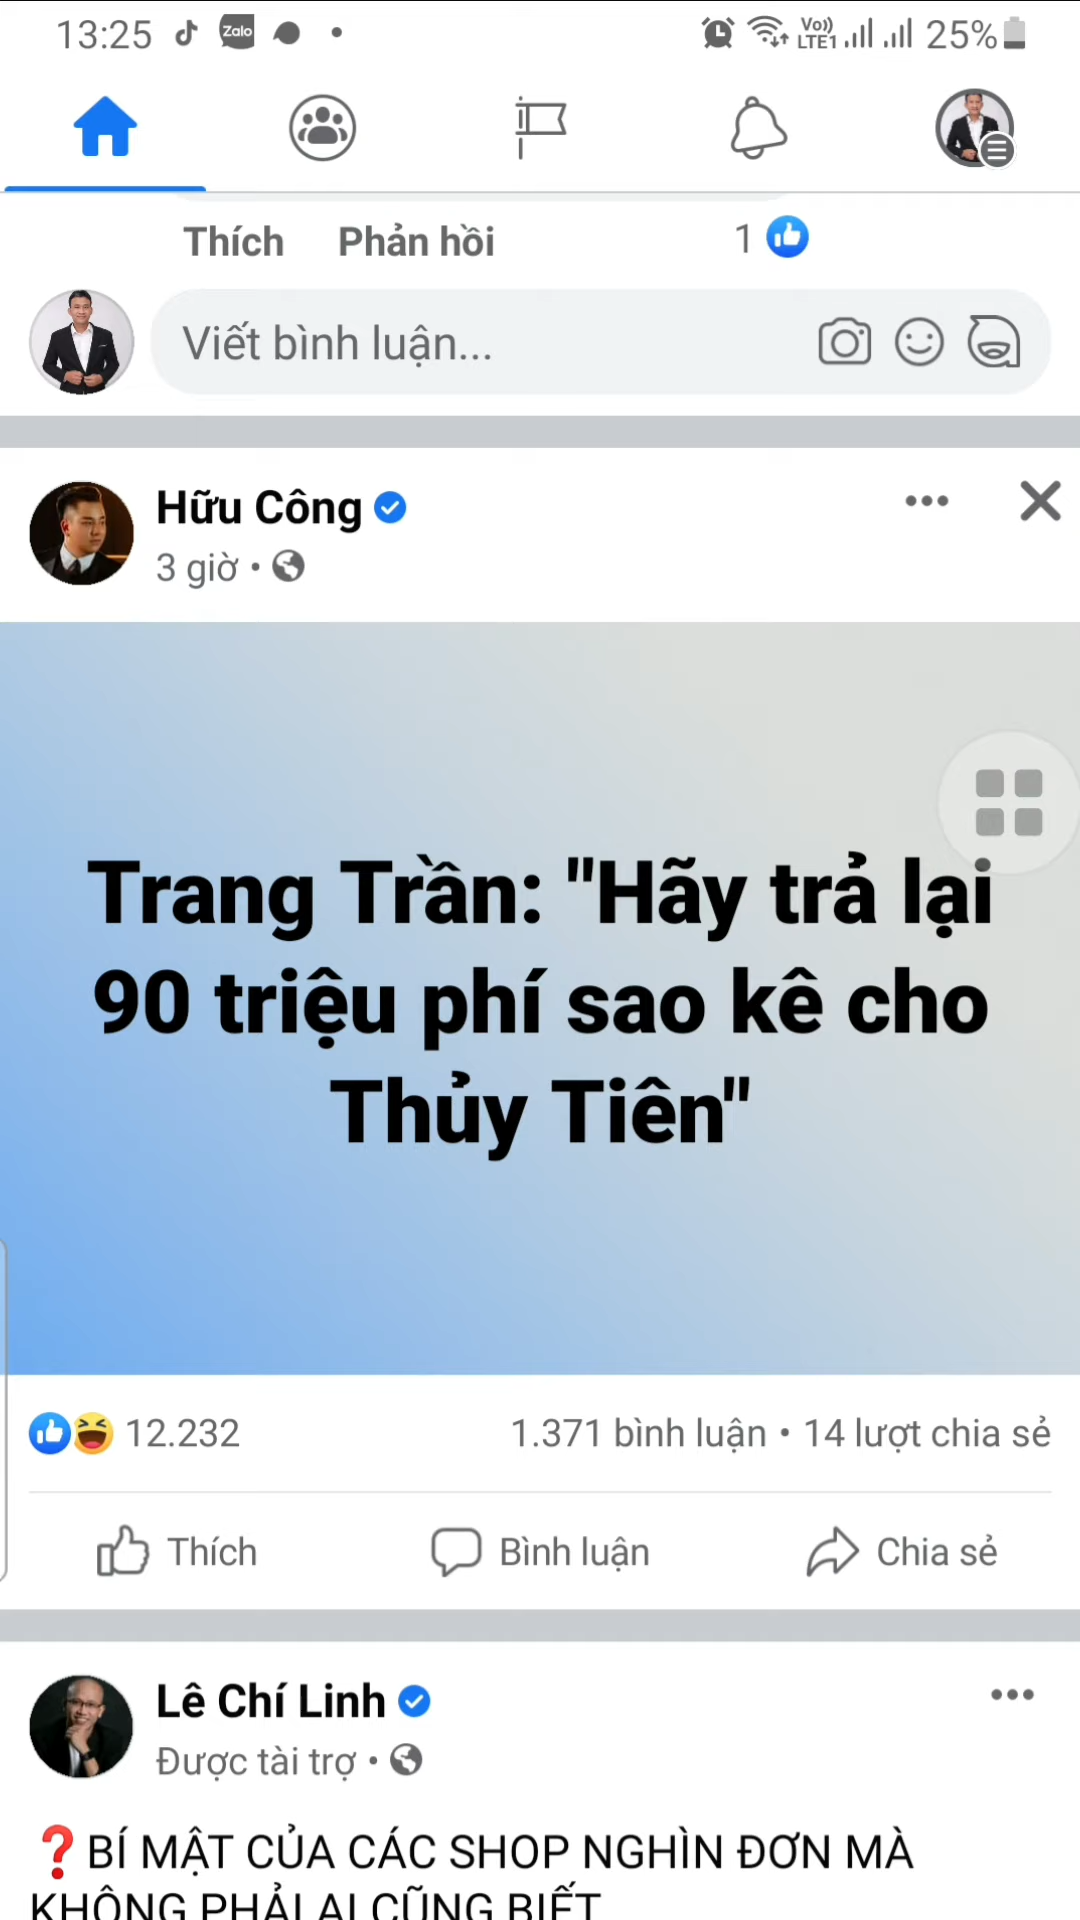 13:25 Zalo Vo)) LTE1 25%
Thích Phản hồi 1
Viết bình luận...
Hữu Công
3 giờ •
Trang Trần: "Hãy trả lại
90 triệu phí sao kê cho
Thủy Tiên"
12.232 1.371 bình luận • 14 lượt chia sẻ
Thích Bình luận Chia sẻ
Lê Chí Linh
Được tài trợ •
❓BÍ MẬT CỦA CÁC SHOP NGHÌN ĐƠN MÀ
KHÔNG PHẢI AI CŨNG BIẾT